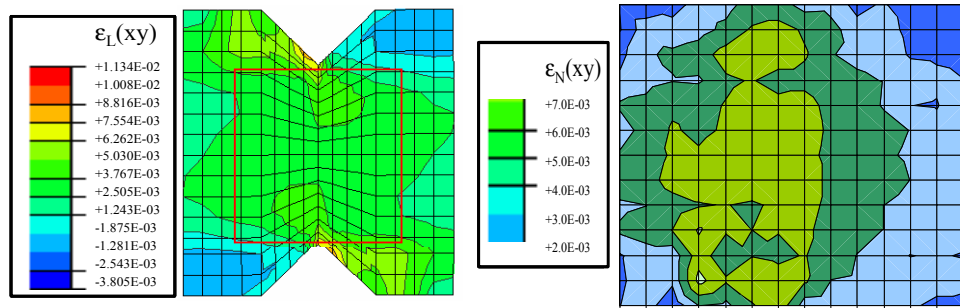 ε_L(xy)
+1.134E-02
+1.008E-02
+8.816E-03
+7.554E-03
+6.262E-03
+5.030E-03
+3.767E-03
+2.505E-03
+1.243E-03
-1.875E-03
-1.281E-03
-2.543E-03
-3.805E-03
ε_N(xy)
+7.0E-03
+6.0E-03
+5.0E-03
+4.0E-03
+3.0E-03
+2.0E-03